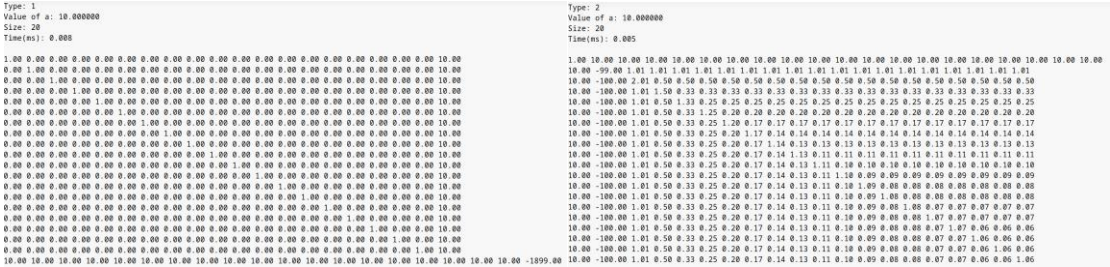 Type: 1
Value of a: 10.000000
Size: 20
Time(ms): 0.008
1.00 0.00 0.00 0.00 0.00 0.00 0.00 0.00 0.00 0.00 0.00 0.00 0.00 0.00 0.00 0.00 0.00 0.00 0.00 10.00
0.00 1.00 0.00 0.00 0.00 0.00 0.00 0.00 0.00 0.00 0.00 0.00 0.00 0.00 0.00 0.00 0.00 0.00 0.00 10.00
0.00 0.00 1.00 0.00 0.00 0.00 0.00 0.00 0.00 0.00 0.00 0.00 0.00 0.00 0.00 0.00 0.00 0.00 0.00 10.00
0.00 0.00 0.00 1.00 0.00 0.00 0.00 0.00 0.00 0.00 0.00 0.00 0.00 0.00 0.00 0.00 0.00 0.00 0.00 10.00
0.00 0.00 0.00 0.00 1.00 0.00 0.00 0.00 0.00 0.00 0.00 0.00 0.00 0.00 0.00 0.00 0.00 0.00 0.00 10.00
0.00 0.00 0.00 0.00 0.00 1.00 0.00 0.00 0.00 0.00 0.00 0.00 0.00 0.00 0.00 0.00 0.00 0.00 0.00 10.00
0.00 0.00 0.00 0.00 0.00 0.00 1.00 0.00 0.00 0.00 0.00 0.00 0.00 0.00 0.00 0.00 0.00 0.00 0.00 10.00
0.00 0.00 0.00 0.00 0.00 0.00 0.00 1.00 0.00 0.00 0.00 0.00 0.00 0.00 0.00 0.00 0.00 0.00 0.00 10.00
0.00 0.00 0.00 0.00 0.00 0.00 0.00 0.00 1.00 0.00 0.00 0.00 0.00 0.00 0.00 0.00 0.00 0.00 0.00 10.00
0.00 0.00 0.00 0.00 0.00 0.00 0.00 0.00 0.00 1.00 0.00 0.00 0.00 0.00 0.00 0.00 0.00 0.00 0.00 10.00
0.00 0.00 0.00 0.00 0.00 0.00 0.00 0.00 0.00 0.00 1.00 0.00 0.00 0.00 0.00 0.00 0.00 0.00 0.00 10.00
0.00 0.00 0.00 0.00 0.00 0.00 0.00 0.00 0.00 0.00 0.00 1.00 0.00 0.00 0.00 0.00 0.00 0.00 0.00 10.00
0.00 0.00 0.00 0.00 0.00 0.00 0.00 0.00 0.00 0.00 0.00 0.00 1.00 0.00 0.00 0.00 0.00 0.00 0.00 10.00
0.00 0.00 0.00 0.00 0.00 0.00 0.00 0.00 0.00 0.00 0.00 0.00 0.00 1.00 0.00 0.00 0.00 0.00 0.00 10.00
0.00 0.00 0.00 0.00 0.00 0.00 0.00 0.00 0.00 0.00 0.00 0.00 0.00 0.00 1.00 0.00 0.00 0.00 0.00 10.00
0.00 0.00 0.00 0.00 0.00 0.00 0.00 0.00 0.00 0.00 0.00 0.00 0.00 0.00 0.00 1.00 0.00 0.00 0.00 10.00
0.00 0.00 0.00 0.00 0.00 0.00 0.00 0.00 0.00 0.00 0.00 0.00 0.00 0.00 0.00 0.00 1.00 0.00 0.00 10.00
0.00 0.00 0.00 0.00 0.00 0.00 0.00 0.00 0.00 0.00 0.00 0.00 0.00 0.00 0.00 0.00 0.00 1.00 0.00 10.00
0.00 0.00 0.00 0.00 0.00 0.00 0.00 0.00 0.00 0.00 0.00 0.00 0.00 0.00 0.00 0.00 0.00 0.00 1.00 10.00
10.00 10.00 10.00 10.00 10.00 10.00 10.00 10.00 10.00 10.00 10.00 10.00 10.00 10.00 10.00 10.00 10.00 10.00 10.00 -1899.00
Type: 2
Value of a: 10.000000
Size: 20
Time(ms): 0.005
1.00 10.00 10.00 10.00 10.00 10.00 10.00 10.00 10.00 10.00 10.00 10.00 10.00 10.00 10.00 10.00 10.00 10.00 10.00 10.00
10.00 -99.00 1.01 1.01 1.01 1.01 1.01 1.01 1.01 1.01 1.01 1.01 1.01 1.01 1.01 1.01 1.01 1.01 1.01 1.01
10.00 -100.00 2.01 0.50 0.50 0.50 0.50 0.50 0.50 0.50 0.50 0.50 0.50 0.50 0.50 0.50 0.50 0.50 0.50 0.50
10.00 -100.00 1.01 1.50 0.33 0.33 0.33 0.33 0.33 0.33 0.33 0.33 0.33 0.33 0.33 0.33 0.33 0.33 0.33 0.33
10.00 -100.00 1.01 0.50 1.33 0.25 0.25 0.25 0.25 0.25 0.25 0.25 0.25 0.25 0.25 0.25 0.25 0.25 0.25 0.25
10.00 -100.00 1.01 0.50 0.33 1.25 0.20 0.20 0.20 0.20 0.20 0.20 0.20 0.20 0.20 0.20 0.20 0.20 0.20 0.20
10.00 -100.00 1.01 0.50 0.33 0.25 1.20 0.17 0.17 0.17 0.17 0.17 0.17 0.17 0.17 0.17 0.17 0.17 0.17 0.17
10.00 -100.00 1.01 0.50 0.33 0.25 0.20 1.17 0.14 0.14 0.14 0.14 0.14 0.14 0.14 0.14 0.14 0.14 0.14 0.14
10.00 -100.00 1.01 0.50 0.33 0.25 0.20 0.17 1.14 0.13 0.13 0.13 0.13 0.13 0.13 0.13 0.13 0.13 0.13 0.13
10.00 -100.00 1.01 0.50 0.33 0.25 0.20 0.17 0.14 1.13 0.11 0.11 0.11 0.11 0.11 0.11 0.11 0.11 0.11 0.11
10.00 -100.00 1.01 0.50 0.33 0.25 0.20 0.17 0.14 0.13 1.11 0.10 0.10 0.10 0.10 0.10 0.10 0.10 0.10 0.10
10.00 -100.00 1.01 0.50 0.33 0.25 0.20 0.17 0.14 0.13 0.11 1.10 0.09 0.09 0.09 0.09 0.09 0.09 0.09 0.09
10.00 -100.00 1.01 0.50 0.33 0.25 0.20 0.17 0.14 0.13 0.11 0.10 1.09 0.08 0.08 0.08 0.08 0.08 0.08 0.08
10.00 -100.00 1.01 0.50 0.33 0.25 0.20 0.17 0.14 0.13 0.11 0.10 0.09 1.08 0.08 0.08 0.08 0.08 0.08 0.08
10.00 -100.00 1.01 0.50 0.33 0.25 0.20 0.17 0.14 0.13 0.11 0.10 0.09 0.08 1.08 0.07 0.07 0.07 0.07 0.07
10.00 -100.00 1.01 0.50 0.33 0.25 0.20 0.17 0.14 0.13 0.11 0.10 0.09 0.08 0.08 1.07 0.07 0.07 0.07 0.07
10.00 -100.00 1.01 0.50 0.33 0.25 0.20 0.17 0.14 0.13 0.11 0.10 0.09 0.08 0.08 0.07 1.07 0.06 0.06 0.06
10.00 -100.00 1.01 0.50 0.33 0.25 0.20 0.17 0.14 0.13 0.11 0.10 0.09 0.08 0.08 0.07 0.07 1.06 0.06 0.06
10.00 -100.00 1.01 0.50 0.33 0.25 0.20 0.17 0.14 0.13 0.11 0.10 0.09 0.08 0.08 0.07 0.07 0.06 1.06 0.06
10.00 -100.00 1.01 0.50 0.33 0.25 0.20 0.17 0.14 0.13 0.11 0.10 0.09 0.08 0.08 0.07 0.07 0.06 0.06 1.06